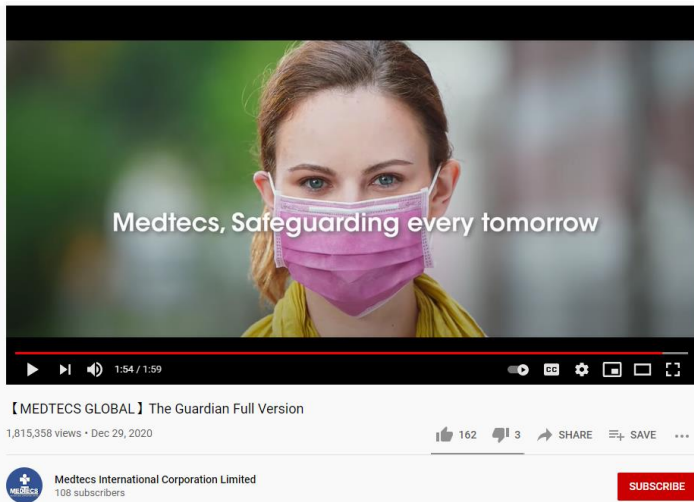 Medtecs, Safeguarding every tomorrow
1:54 / 1:59
CC
【MEDTECS GLOBAL】The Guardian Full Version
1,815,358 views • Dec 29, 2020
162
3
SHARE
SAVE
MEDTECS
Medtecs International Corporation Limited
108 subscribers
SUBSCRIBE